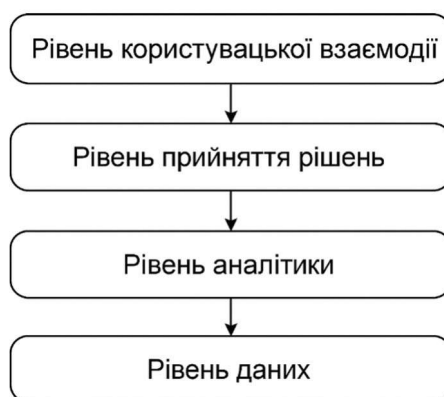 Рівень користувацької взаємодії
Рівень прийняття рішень
Рівень аналітики
Рівень даних